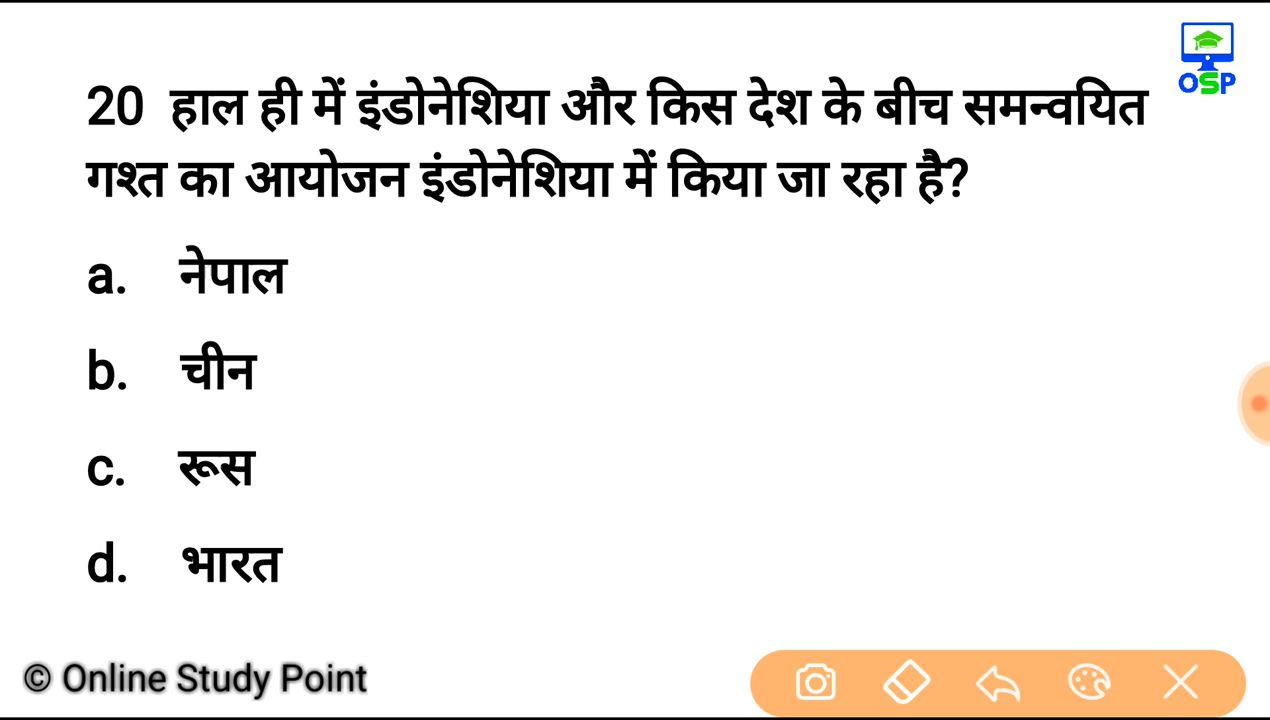 OSP
20 हाल ही में इंडोनेशिया और किस देश के बीच समन्वयित
गश्त का आयोजन इंडोनेशिया में किया जा रहा है?
a. नेपाल
b. चीन
c. रूस
d. भारत
© Online Study Point